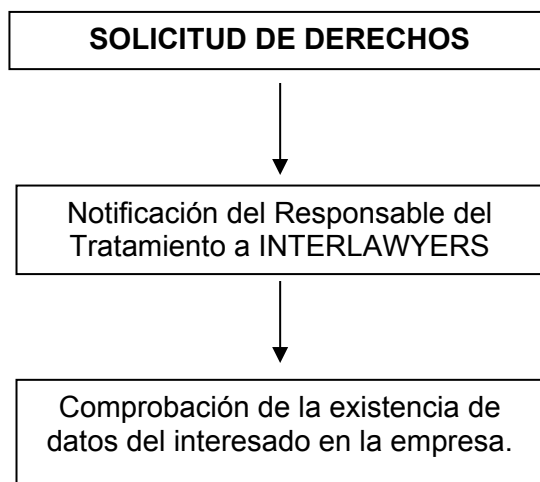 SOLICITUD DE DERECHOS
Notificación del Responsable del
Tratamiento a INTERLAWYERS
Comprobación de la existencia de
datos del interesado en la empresa.